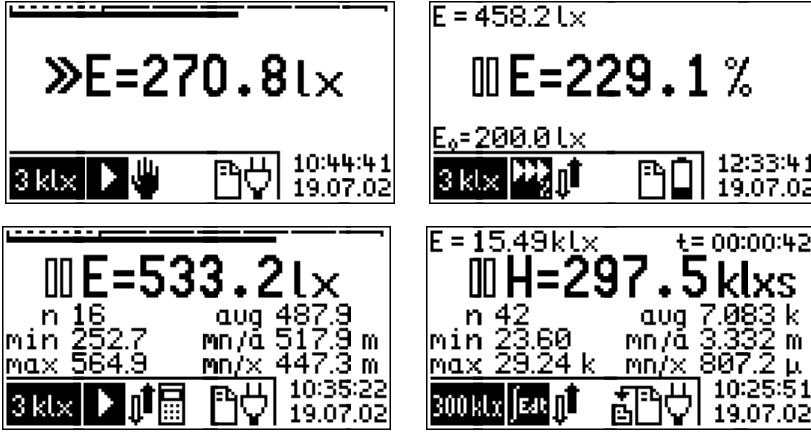 E=270.8lx
3 klx
10:44:41
19.07.02
E = 458.2 lx
E=229.1 %
E₀=200.0 lx
3 klx
%
12:33:41
19.07.02
E=533.2lx
n 16 avg 487.9
min 252.7 mn/a 517.9 m
max 564.9 mn/x 447.3 m
3 klx
10:35:22
19.07.02
E = 15.49klx t= 00:00:42
H=297.5klxs
n 42 avg 7.083 k
min 23.60 mn/a 3.332 m
max 29.24 k mn/x 807.2 μ
300 klx ∫Edt
10:25:51
19.07.02